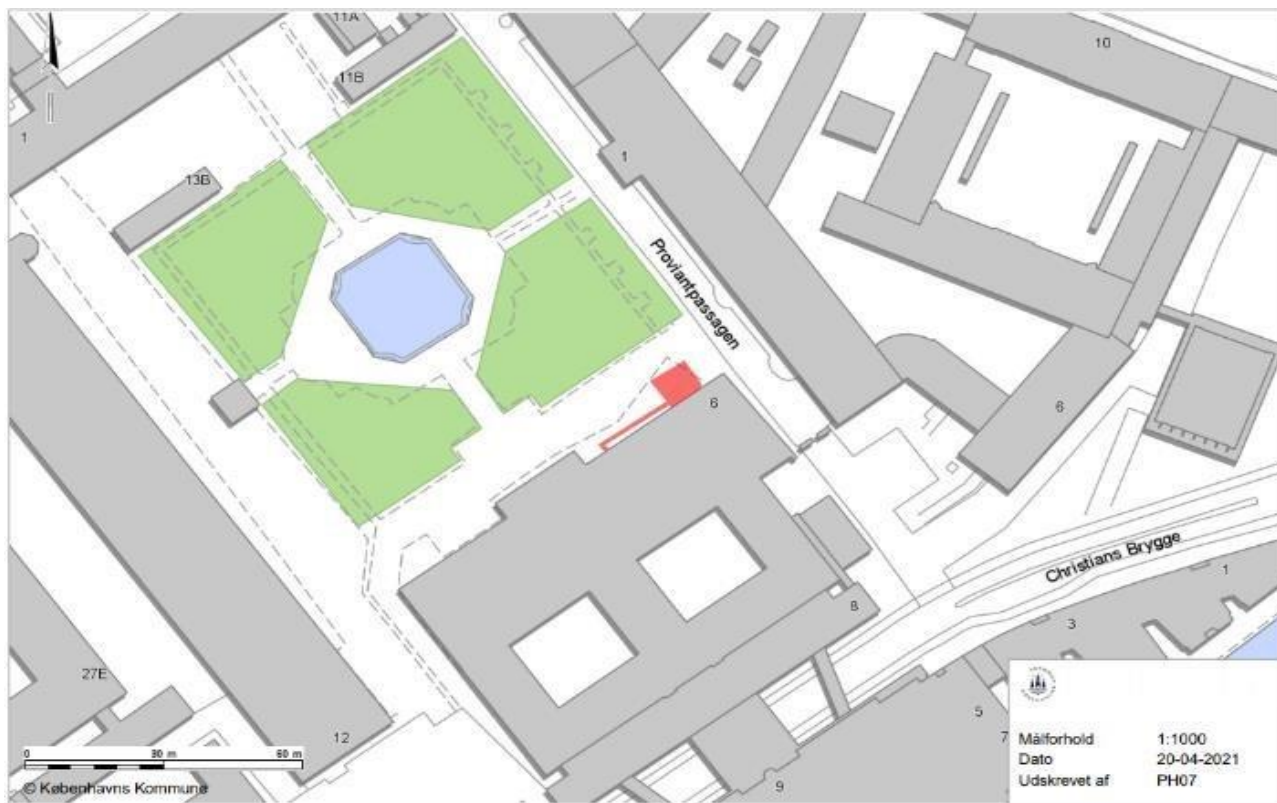 11A
11B
10
1
1
13B
Proviantpassagen
6
6
Christians Brygge
1
8
3
27E
5
7
12
9
0 30 m 60 m
© Københavns Kommune
Målforhold 1:1000
Dato 20-04-2021
Udskrevet af PH07